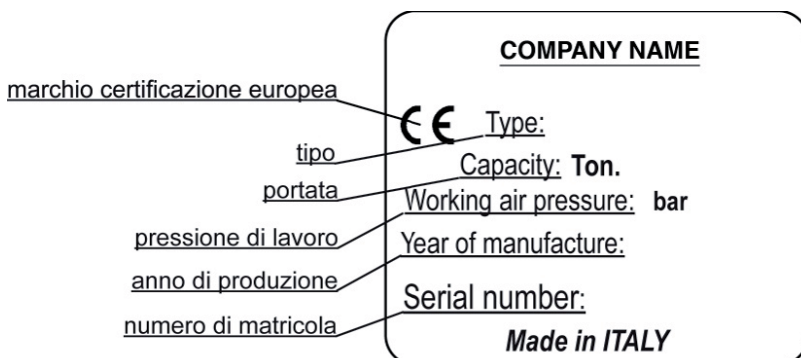 COMPANY NAME
marchio certificazione europea
CE Type:
tipo
Capacity: Ton.
portata
Working air pressure: bar
pressione di lavoro
Year of manufacture:
anno di produzione
Serial number:
numero di matricola
Made in ITALY